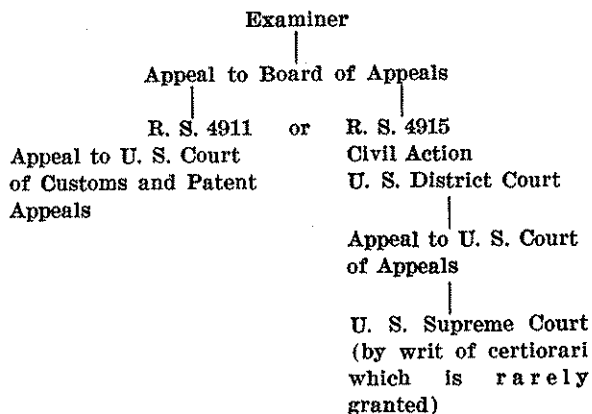 Examiner
Appeal to Board of Appeals
R. S. 4911 or R. S. 4915
Appeal to U. S. Court
of Customs and Patent
Appeals
Civil Action
U. S. District Court
Appeal to U. S. Court
of Appeals
U. S. Supreme Court
(by writ of certiorari
which is rarely
granted)